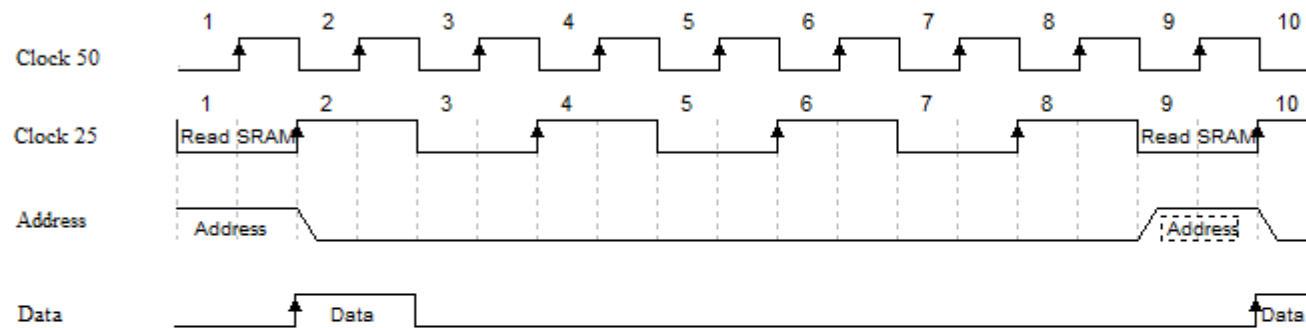 1 2 3 4 5 6 7 8 9 10
Clock 50
1 2 3 4 5 6 7 8 9 10
Clock 25 Read SRAM Read SRAM
Address Address Address
Data Data Data